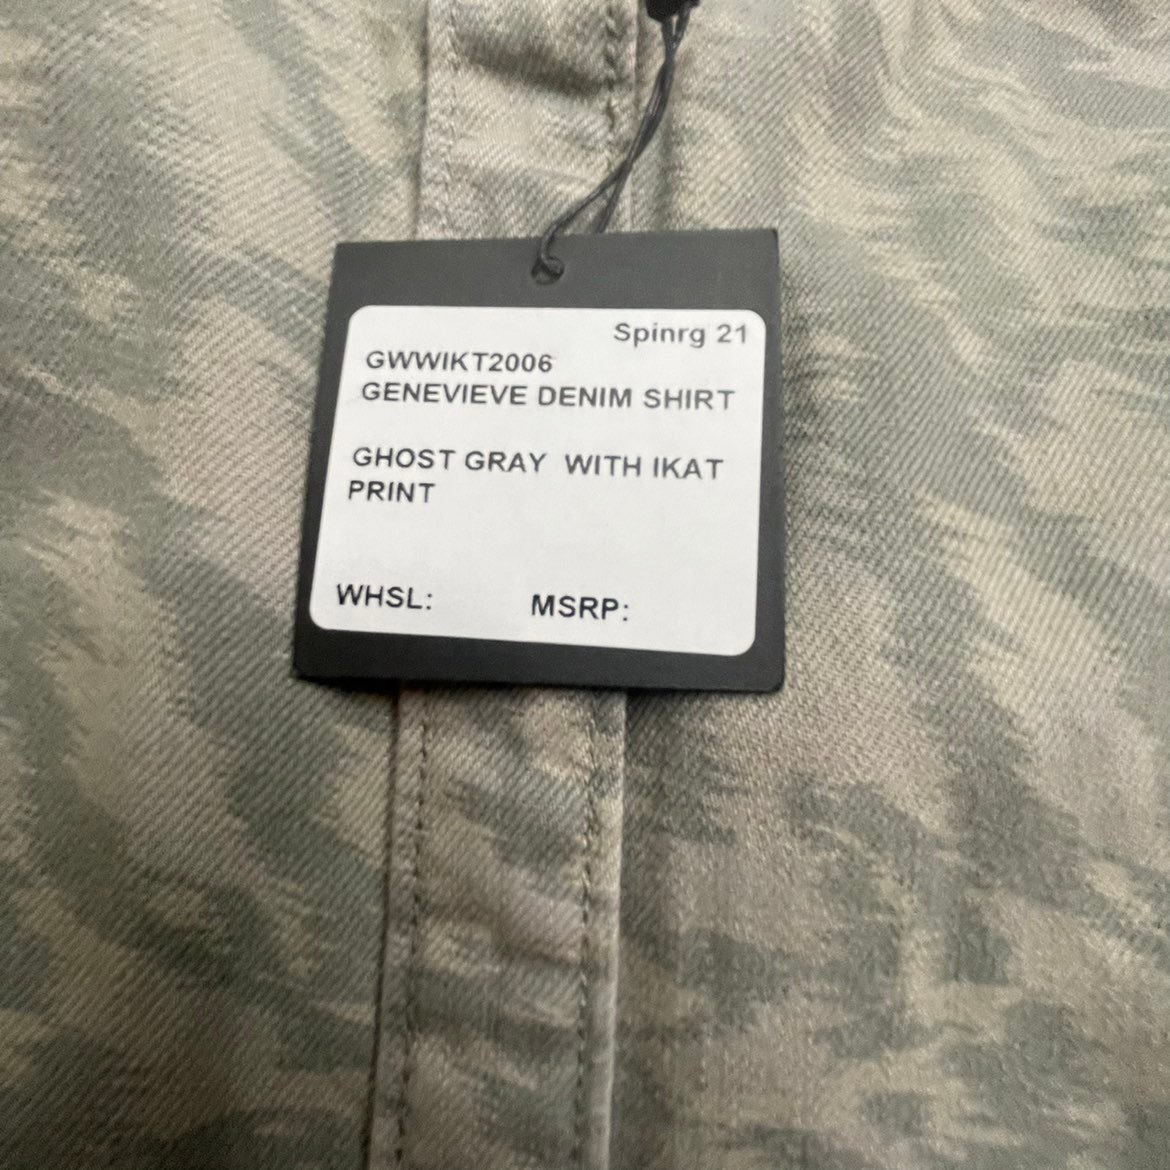 Spinrg 21
GWWIKT2006
GENEVIEVE DENIM SHIRT
GHOST GRAY WITH IKAT
PRINT
WHSL: MSRP: